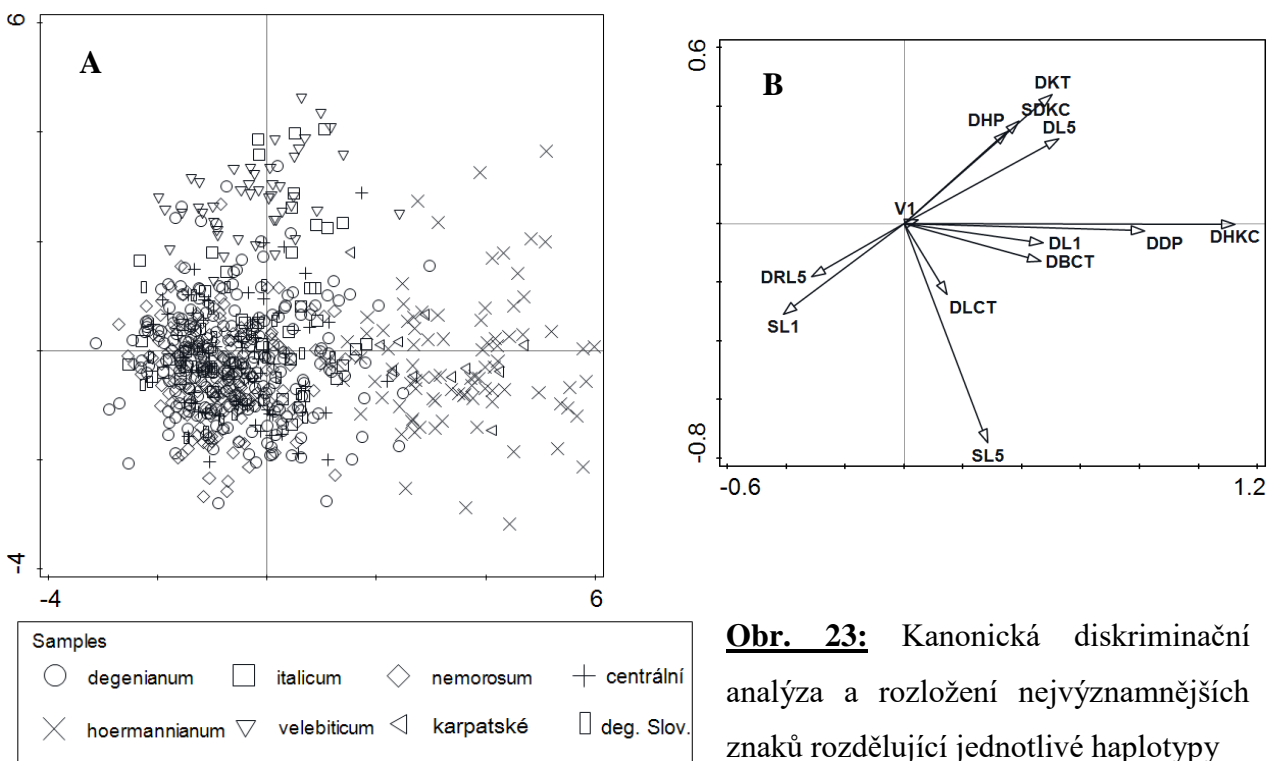 6
A
-4
-4
6
0.6
B
DKT
SDKC
DHP
DL5
V1
DL1
DDP
DHKC
DBCT
DRL5
DLCT
SL1
SL5
-0.8
-0.6
1.2
Samples
degenianum italicum nemorosum centrální
hoermannianum velebiticum karpatské deg. Slov.
Obr. 23: Kanonická diskriminační
analýza a rozložení nejvýznamnějších
znaků rozdělující jednotlivé haplotypy